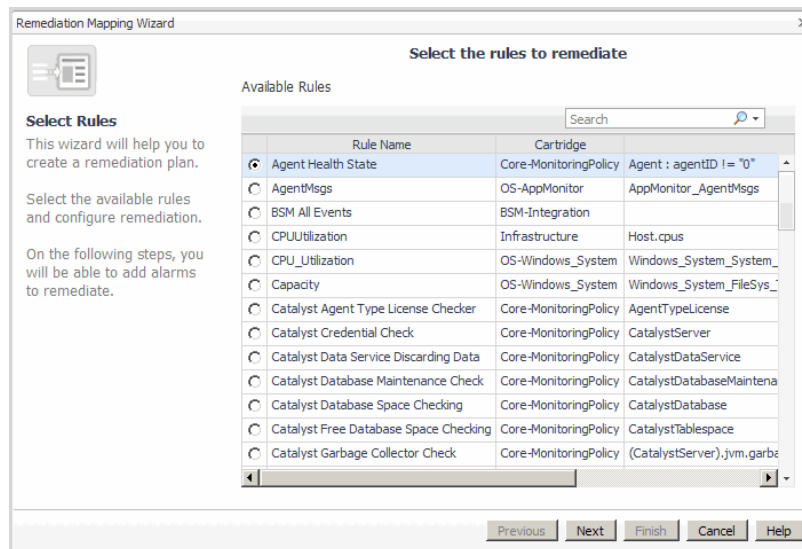 Remediation Mapping Wizard
Select the rules to remediate
Available Rules
Select Rules
This wizard will help you to
create a remediation plan.
Select the available rules
and configure remediation.
On the following steps, you
will be able to add alarms
to remediate.
Search
Rule Name Cartridge
Agent Health State Core-MonitoringPolicy Agent : agentID != "0"
AgentMsgs OS-AppMonitor AppMonitor_AgentMsgs
BSM All Events BSM-Integration
CPUUtilization Infrastructure Host.cpus
CPU_Utilization OS-Windows_System Windows_System_System_
Capacity OS-Windows_System Windows_System_FileSys_
Catalyst Agent Type License Checker Core-MonitoringPolicy AgentTypeLicense
Catalyst Credential Check Core-MonitoringPolicy CatalystServer
Catalyst Data Service Discarding Data Core-MonitoringPolicy CatalystDataService
Catalyst Database Maintenance Check Core-MonitoringPolicy CatalystDatabaseMaintena
Catalyst Database Space Checking Core-MonitoringPolicy CatalystDatabase
Catalyst Free Database Space Checking Core-MonitoringPolicy CatalystTablespace
Catalyst Garbage Collector Check Core-MonitoringPolicy (CatalystServer).jvm.garba
Previous Next Finish Cancel Help